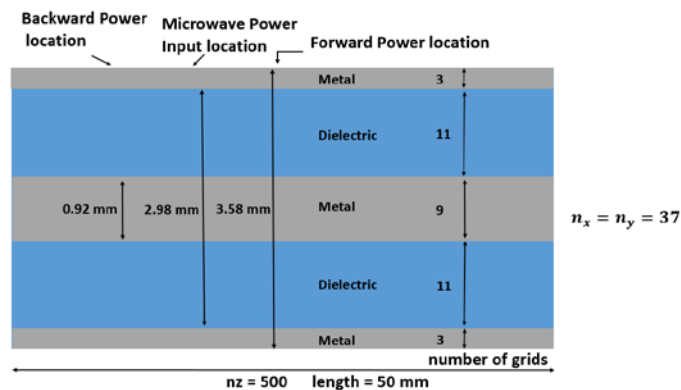 Backward Power
location
Microwave Power
Input location
Forward Power location
Metal 3
Dielectric 11
0.92 mm 2.98 mm 3.58 mm Metal 9
n_x = n_y = 37
Dielectric 11
Metal 3
number of grids
nz = 500 length = 50 mm